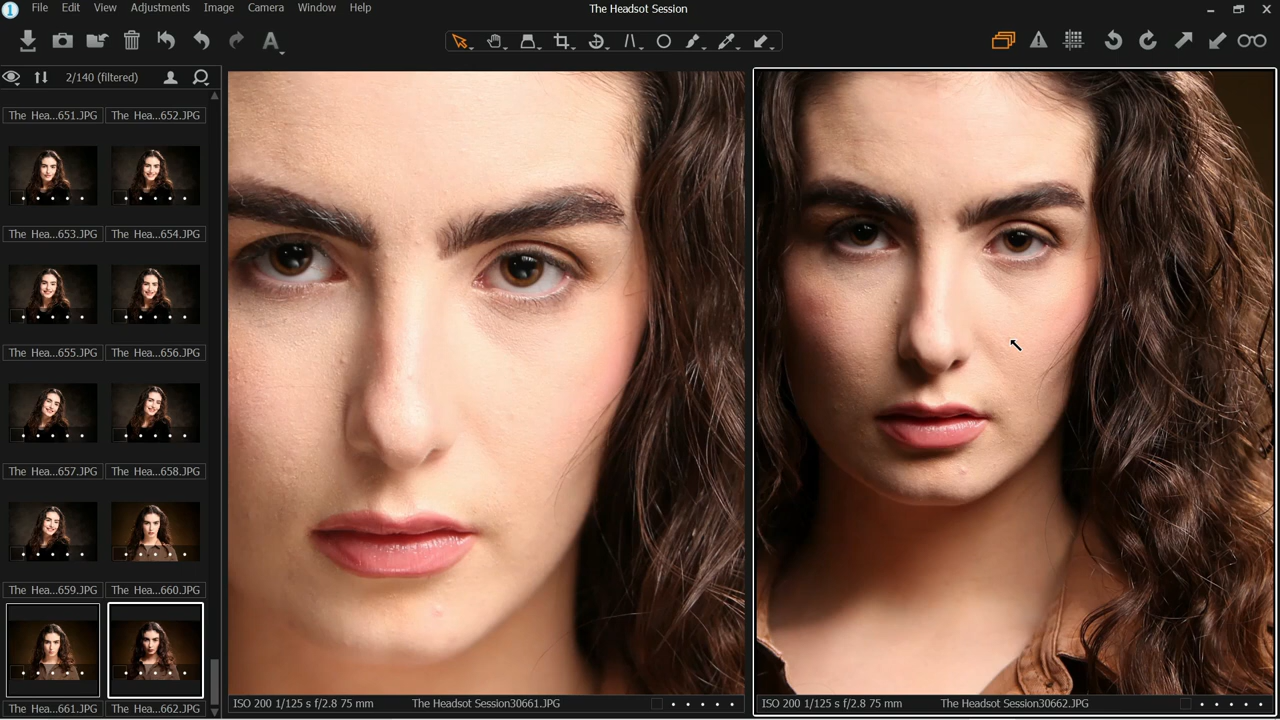 1
File Edit View Adjustments Image Camera Window Help
The Headsot Session
A
2/140 (filtered)
The Hea...651.JPG The Hea...652.JPG
The Hea...653.JPG The Hea...654.JPG
The Hea...655.JPG The Hea...656.JPG
The Hea...657.JPG The Hea...658.JPG
The Hea...659.JPG The Hea...660.JPG
The Hea...661.JPG The Hea...662.JPG
ISO 200 1/125 s f/2.8 75 mm The Headsot Session30661.JPG
ISO 200 1/125 s f/2.8 75 mm The Headsot Session30662.JPG